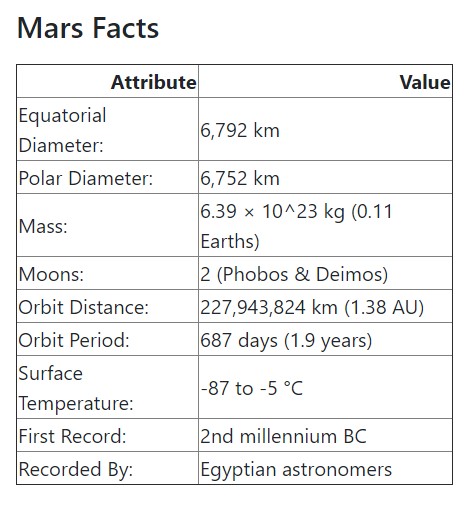 Mars Facts
Attribute Value
Equatorial
Diameter:
6,792 km
Polar Diameter: 6,752 km
Mass:
6.39 × 10^23 kg (0.11
Earths)
Moons: 2 (Phobos & Deimos)
Orbit Distance: 227,943,824 km (1.38 AU)
Orbit Period: 687 days (1.9 years)
Surface
Temperature:
-87 to -5 °C
First Record: 2nd millennium BC
Recorded By: Egyptian astronomers